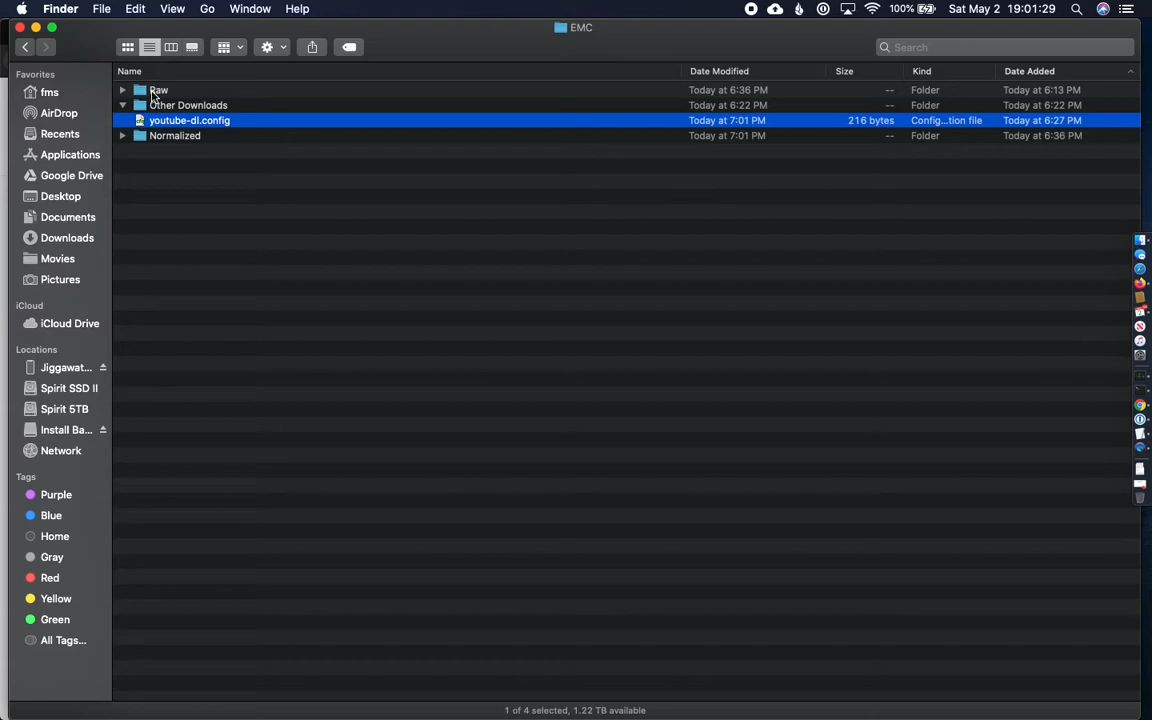 Finder File Edit View Go Window Help 100% Sat May 2 19:01:29
EMC
Search
Favorites
fms
AirDrop
Recents
Applications
Google Drive
Desktop
Documents
Downloads
Movies
Pictures
iCloud
iCloud Drive
Locations
Jiggawat...
Spirit SSD II
Spirit 5TB
Install Ba...
Network
Tags
Purple
Blue
Home
Gray
Red
Yellow
Green
All Tags...
Name Date Modified Size Kind Date Added
Raw Today at 6:36 PM -- Folder Today at 6:13 PM
Other Downloads Today at 6:22 PM -- Folder Today at 6:22 PM
youtube-dl.config Today at 7:01 PM 216 bytes Config...tion file Today at 6:27 PM
Normalized Today at 7:01 PM -- Folder Today at 6:36 PM
1 of 4 selected, 1.22 TB available